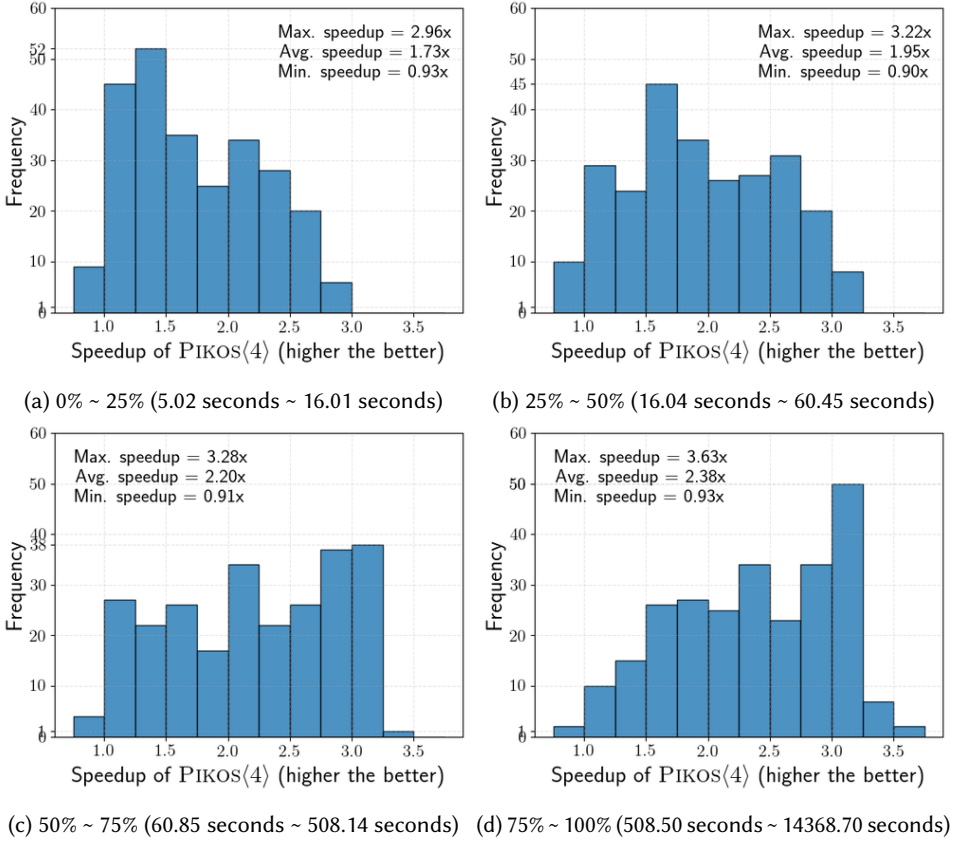 60
52
50
40
30
20
10
1
0
Frequency
Max. speedup = 2.96x
Avg. speedup = 1.73x
Min. speedup = 0.93x
1.0 1.5 2.0 2.5 3.0 3.5
Speedup of PIKOS⟨4⟩ (higher the better)
(a) 0% ~ 25% (5.02 seconds ~ 16.01 seconds)
60
50
45
40
30
20
10
1
0
Frequency
Max. speedup = 3.22x
Avg. speedup = 1.95x
Min. speedup = 0.90x
1.0 1.5 2.0 2.5 3.0 3.5
Speedup of PIKOS⟨4⟩ (higher the better)
(b) 25% ~ 50% (16.04 seconds ~ 60.45 seconds)
60
50
40
38
30
20
10
1
0
Frequency
Max. speedup = 3.28x
Avg. speedup = 2.20x
Min. speedup = 0.91x
1.0 1.5 2.0 2.5 3.0 3.5
Speedup of PIKOS⟨4⟩ (higher the better)
(c) 50% ~ 75% (60.85 seconds ~ 508.14 seconds)
60
50
40
30
20
10
1
0
Frequency
Max. speedup = 3.63x
Avg. speedup = 2.38x
Min. speedup = 0.93x
1.0 1.5 2.0 2.5 3.0 3.5
Speedup of PIKOS⟨4⟩ (higher the better)
(d) 75% ~ 100% (508.50 seconds ~ 14368.70 seconds)